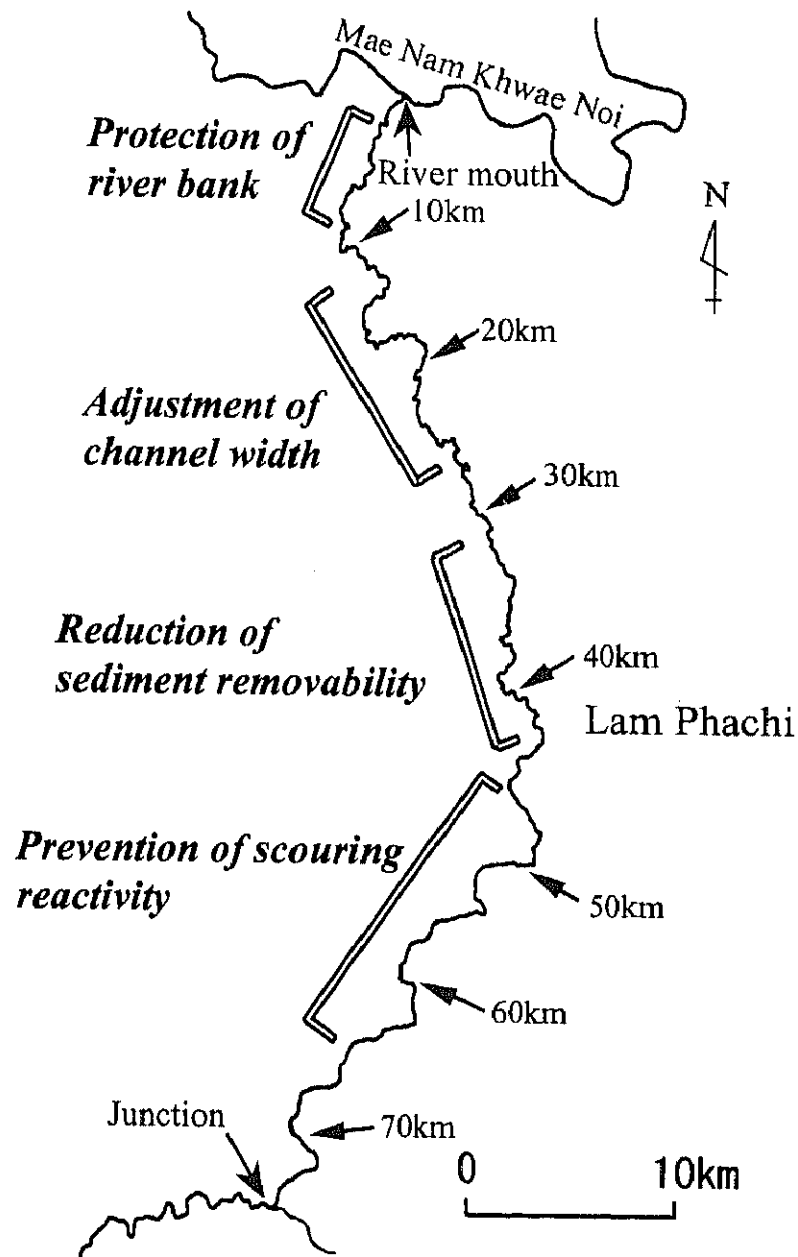 Mae Nam Khwae Noi
Protection of
river bank
River mouth
10km
N
20km
Adjustment of
channel width
30km
Reduction of
sediment removability
40km
Lam Phachi
Prevention of scouring
reactivity
50km
60km
Junction
70km
0 10km